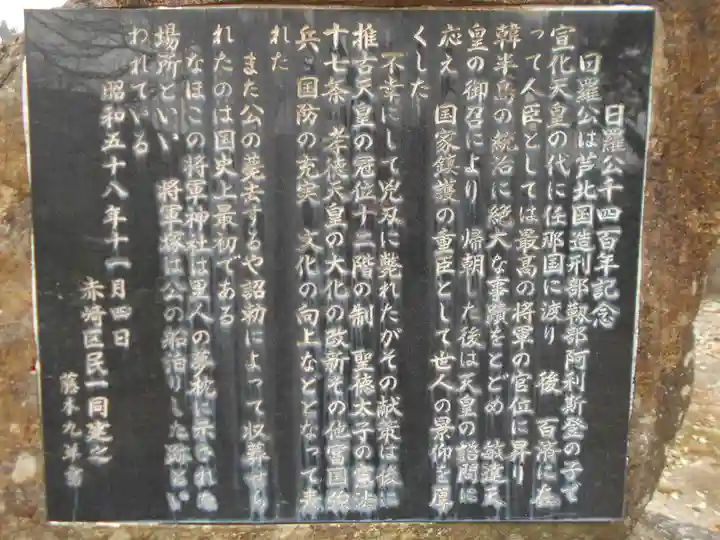 日羅公千四百年記念
日羅公は芦北国造刑部靱部阿利斯登の子で
宣化天皇の代に任那国に渡り 後 百済に在
って人臣としては最高の将軍の官位に昇り
韓半島の統治に絶大な事績をとどめ 敏達天
皇の御召により 帰朝した後は天皇の諮問に
応え 国家鎮護の重臣として世人の景仰を厚
くした
不幸にして兇刃に斃れたがその献策は後に
推古天皇の冠位十二階の制 聖徳太子の憲法
十七条 孝徳天皇の大化の改新その他富国強
兵 国防の充実 文化の向上などとなって表
れた
また公の薨去するや詔勅によって収葬せら
れたのは国史上最初である
なほこの将軍神社は里人の夢枕に示された
場所といい 将軍塚は公の船泊りした跡とい
われている
昭和五十八年十一月四日
赤崎区民一同建之
藤本九年